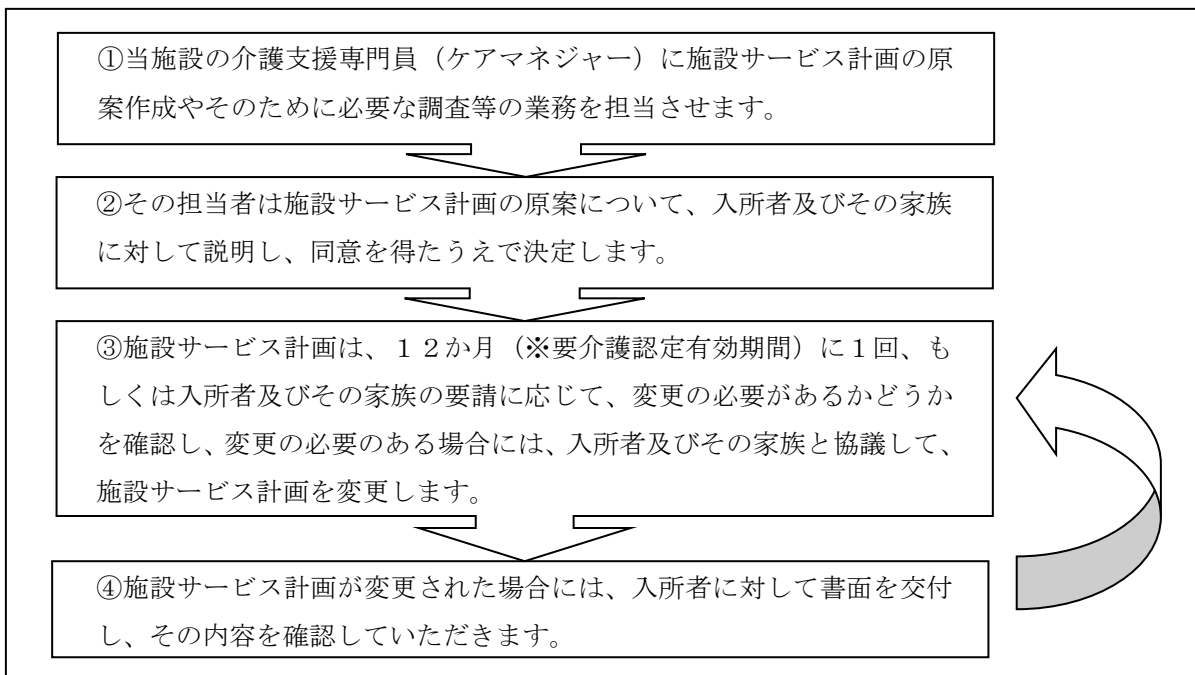 ①当施設の介護支援専門員（ケアマネジャー）に施設サービス計画の原
案作成やそのために必要な調査等の業務を担当させます。
②その担当者は施設サービス計画の原案について、入所者及びその家族
に対して説明し、同意を得たうえで決定します。
③施設サービス計画は、１２か月（※要介護認定有効期間）に１回、も
しくは入所者及びその家族の要請に応じて、変更の必要があるかどうか
を確認し、変更の必要のある場合には、入所者及びその家族と協議して、
施設サービス計画を変更します。
④施設サービス計画が変更された場合には、入所者に対して書面を交付
し、その内容を確認していただきます。